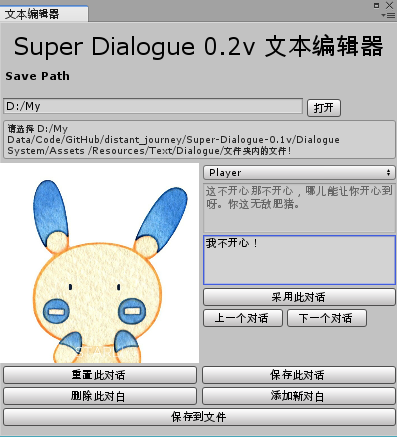 文本编辑器
Super Dialogue 0.2v 文本编辑器
Save Path
D:/My
打开
请选择 D:/My
Data/Code/GitHub/distant_journey/Super-Dialogue-0.1v/Dialogue
System/Assets /Resources/Text/Dialogue/文件夹内的文件!
Player
这不开心那不开心，哪儿能让你开心到
呀。你这无敌肥猪。
我不开心！
采用此对话
上一个对话
下一个对话
重置此对话
保存此对话
删除此对白
添加新对白
保存到文件